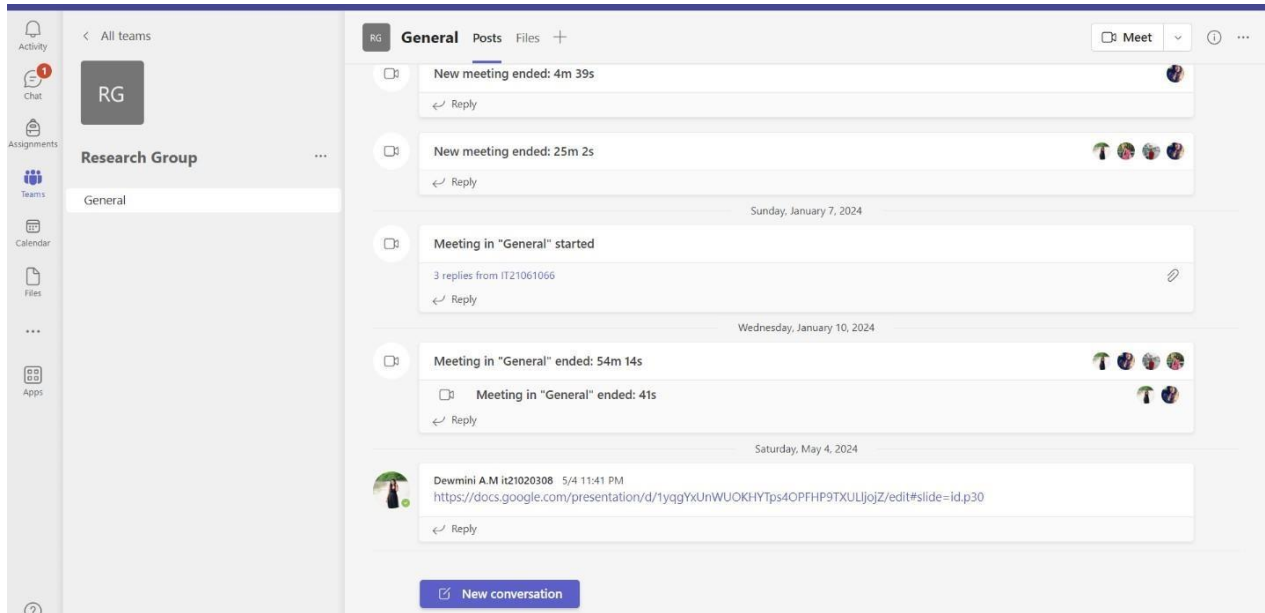 Activity
Chat
1
Assignments
Teams
Calendar
Files
Apps
All teams
RG
Research Group
General
RG General Posts Files
Meet
New meeting ended: 4m 39s
Reply
New meeting ended: 25m 2s
Reply
Sunday, January 7, 2024
Meeting in "General" started
3 replies from IT21061066
Reply
Wednesday, January 10, 2024
Meeting in "General" ended: 54m 14s
Meeting in "General" ended: 41s
Reply
Saturday, May 4, 2024
Dewmini A.M it21020308 5/4 11:41 PM
https://docs.google.com/presentation/d/1yqgYxUnWUOKHYTps4OPFHP9TXULljojZ/edit#slide=id.p30
Reply
New conversation